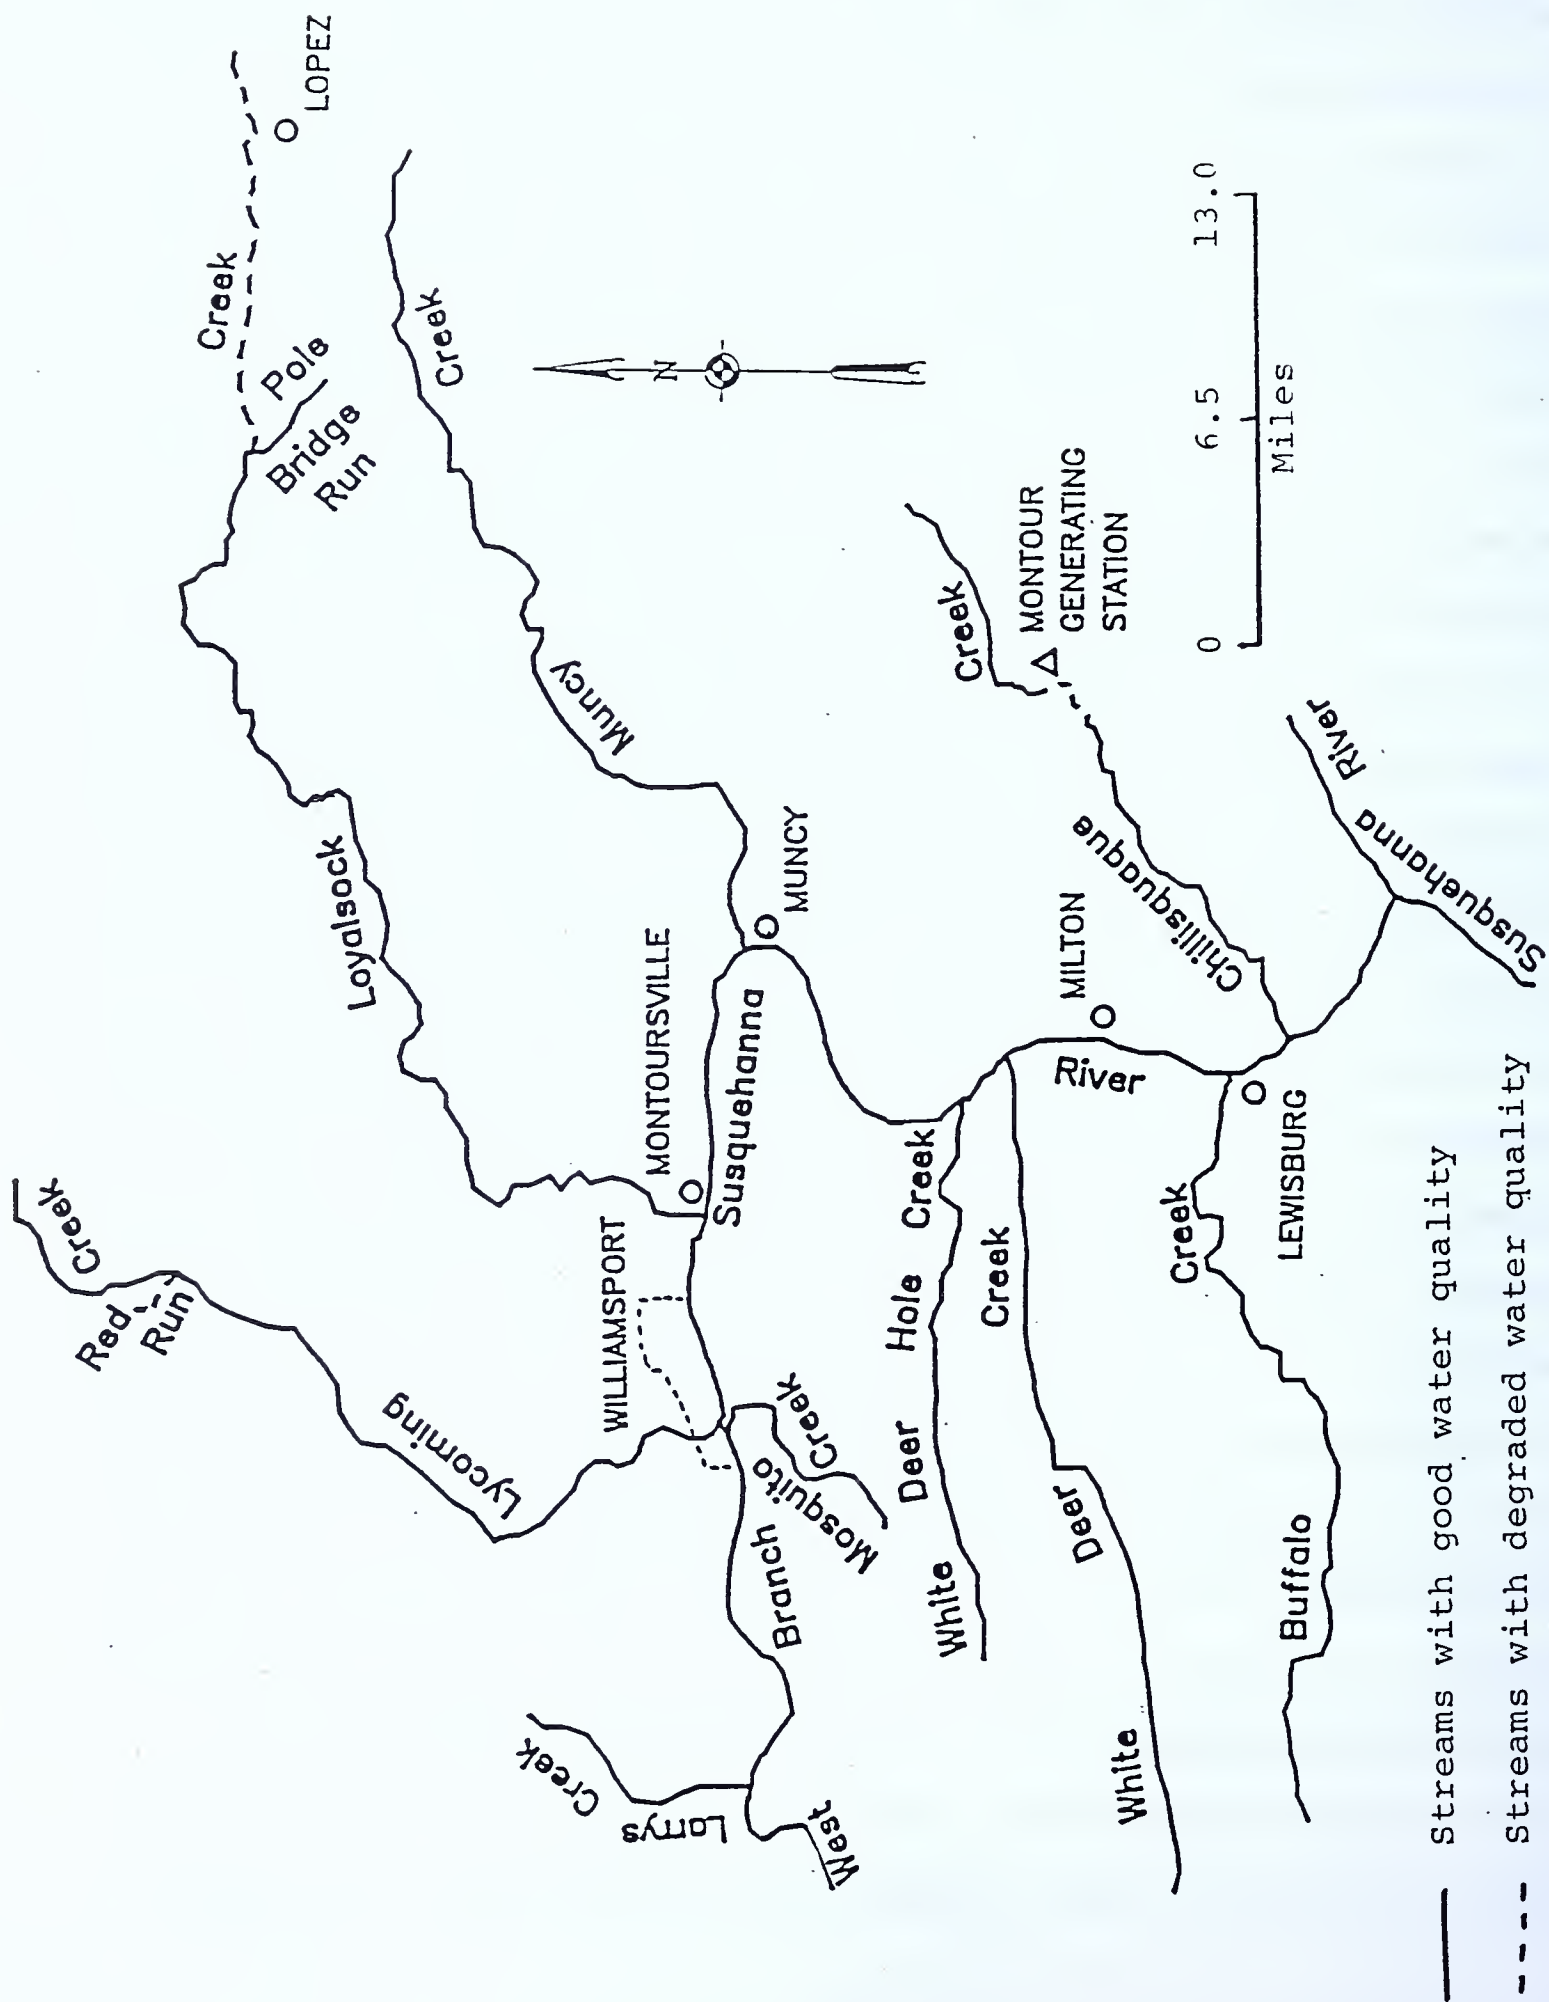 Creek
Red
Run
Lycoming
Creek
LOPEZ
Pole
Bridge
Run
Loyalsock
Creek
Muncy
N
Creek
Larrys
WILLIAMSPORT
MONTOURSVILLE
MUNCY
West
Branch
Susquehanna
River
Mosquito
Creek
White Deer Hole Creek
White Deer Creek
MILTON
Creek
Chillisquaque
MONTOUR
GENERATING
STATION
Buffalo Creek
LEWISBURG
Susquehanna River
0 6.5 13.0
Miles
Streams with good water quality
Streams with degraded water quality